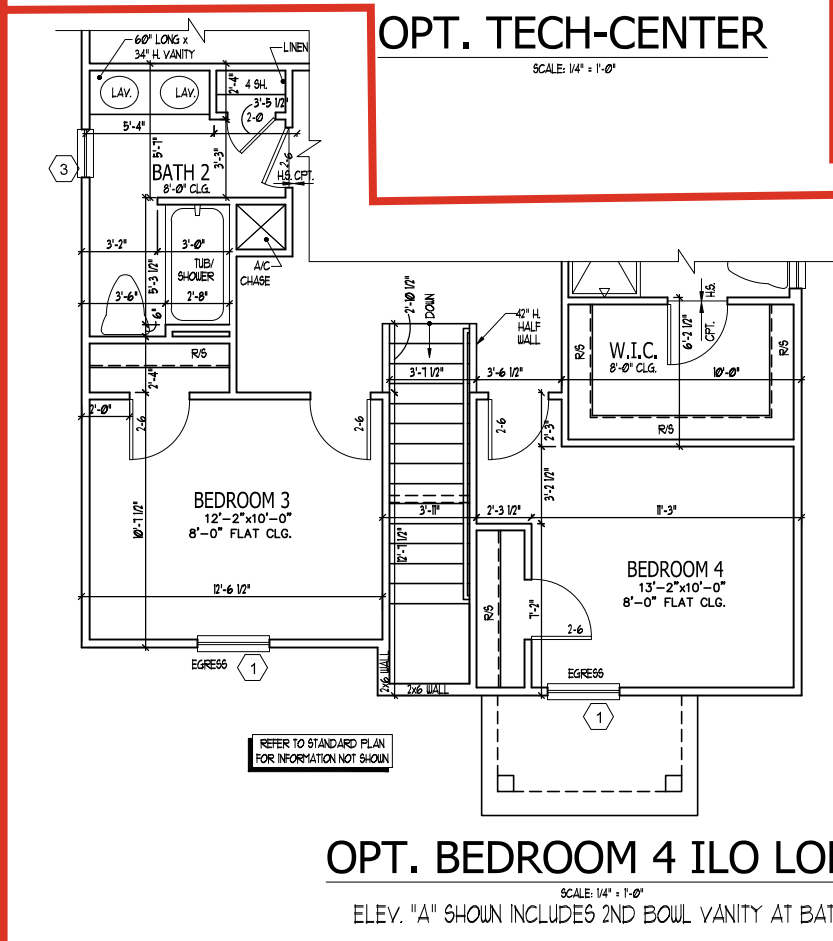 OPT. TECH-CENTER
SCALE: 1/4" = 1'-0"
60" LONG x
34" H. VANITY
LINEN
LAV.
LAV.
2'-4"
4 SH.
3'-5 1/2"
2-0
5'-4"
5'-7"
3'-3"
2-6
3
BATH 2
8'-0" CLG.
H.S. CPT.
3'-2"
3'-0"
TUB/
SHOWER
A/C
CHASE
5'-3 1/2"
3'-6"
2'-8"
6"
R/S
2'-4"
2'-0"
2-6
2-6
2'-10 1/2"
DOWN
42" H.
HALF
WALL
3'-7 1/2"
3'-6 1/2"
H.S.
CPT.
6'-2 1/2"
R/S
W.I.C.
8'-0" CLG.
R/S
10'-0"
R/S
2-6
2'-3"
3'-2 1/2"
BEDROOM 3
12'-2"x10'-0"
8'-0" FLAT CLG.
10'-7 1/2"
12'-6 1/2"
3'-11"
2'-3 1/2"
11'-3"
12'-7 1/2"
R/S
7'-2"
2-6
BEDROOM 4
13'-2"x10'-0"
8'-0" FLAT CLG.
EGRESS
1
2x6 WALL
2x6 WALL
EGRESS
1
REFER TO STANDARD PLAN
FOR INFORMATION NOT SHOWN
OPT. BEDROOM 4 ILO LO
SCALE: 1/4" = 1'-0"
ELEV. "A" SHOWN INCLUDES 2ND BOWL VANITY AT BAT